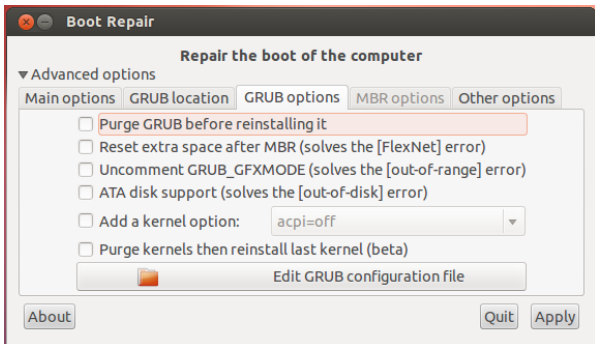 Boot Repair
Repair the boot of the computer
Advanced options
Main options GRUB location GRUB options MBR options Other options
Purge GRUB before reinstalling it
Reset extra space after MBR (solves the [FlexNet] error)
Uncomment GRUB_GFXMODE (solves the [out-of-range] error)
ATA disk support (solves the [out-of-disk] error)
Add a kernel option: acpi=off
Purge kernels then reinstall last kernel (beta)
Edit GRUB configuration file
About Quit Apply